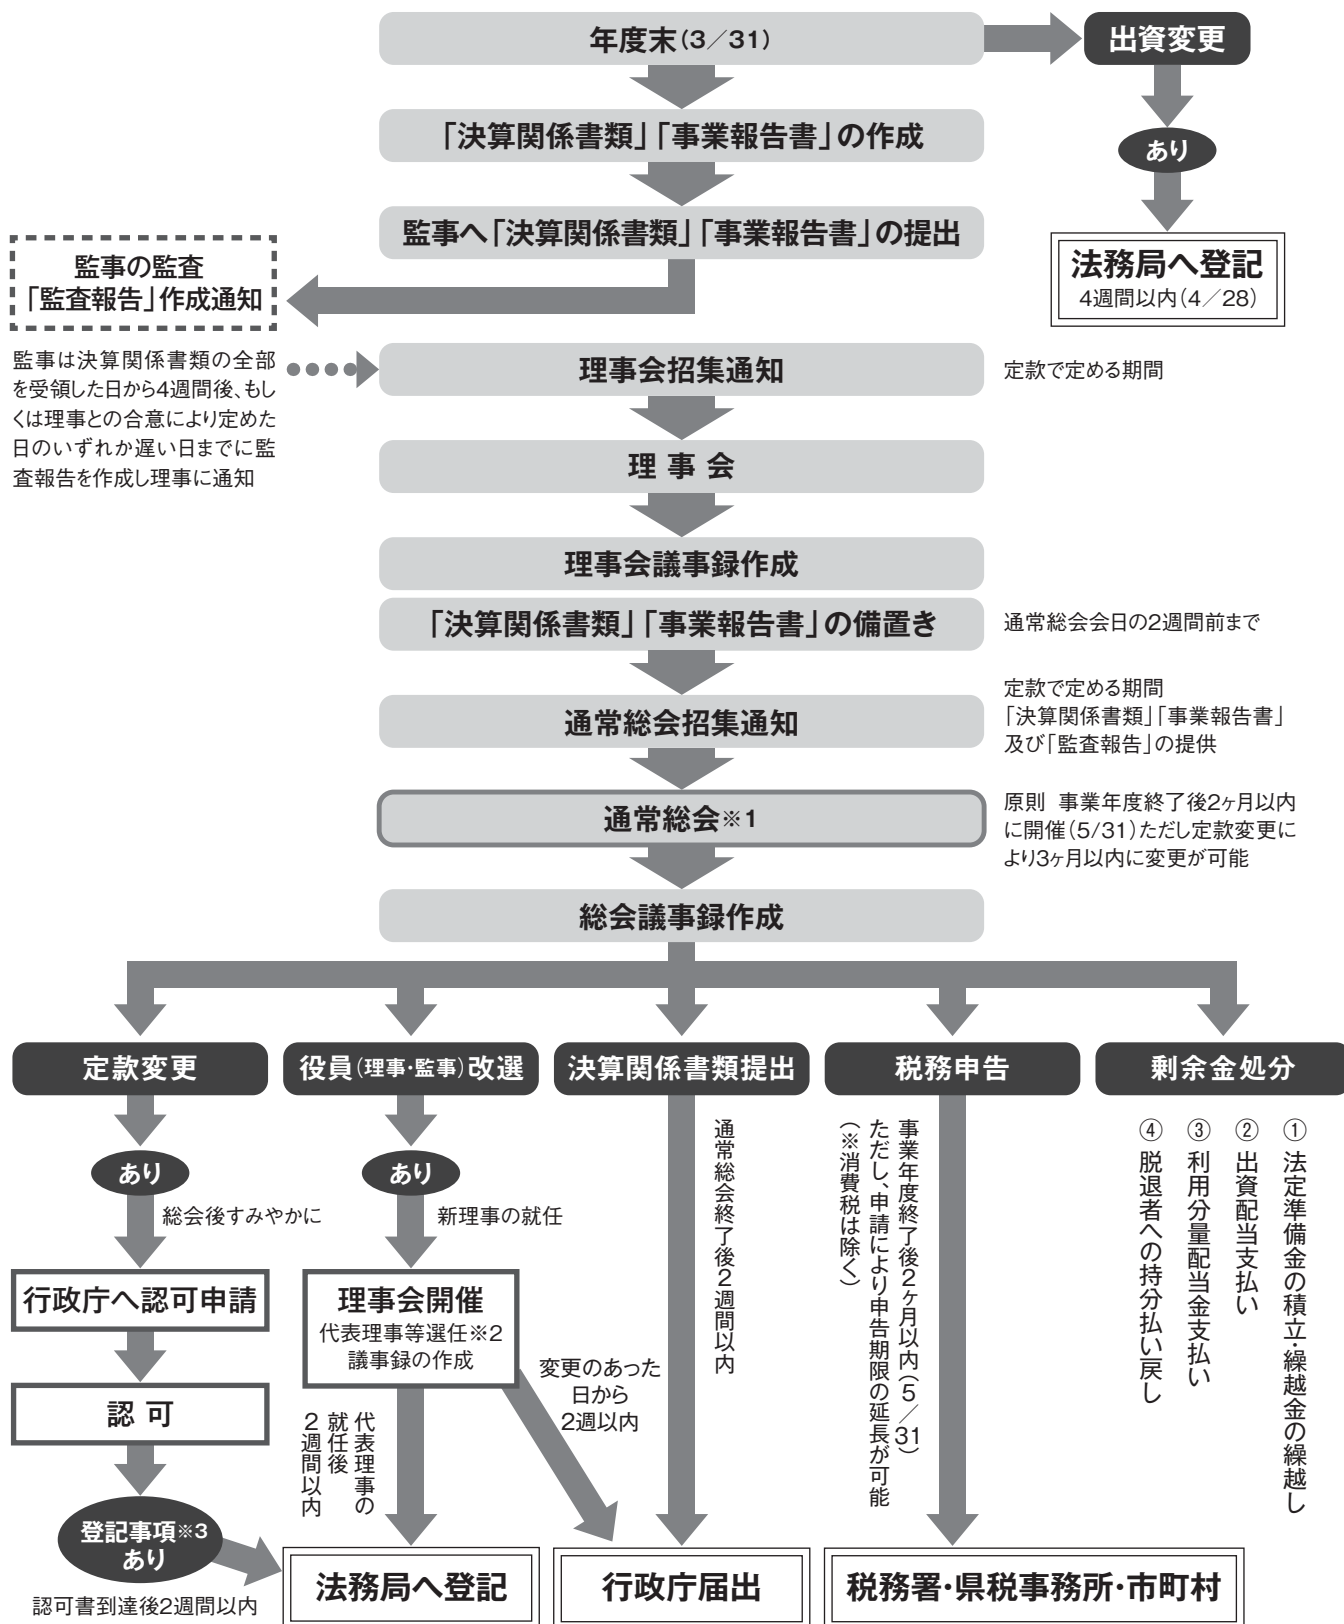 年度末(3／31)
出資変更
「決算関係書類」「事業報告書」の作成
あり
監事へ「決算関係書類」「事業報告書」の提出
法務局へ登記
4週間以内(4／28)
監事の監査
「監査報告」作成通知
監事は決算関係書類の全部
を受領した日から4週間後、もし
くは理事との合意により定めた
日のいずれか遅い日までに監
査報告を作成し理事に通知
理事会招集通知
定款で定める期間
理事会
理事会議事録作成
「決算関係書類」「事業報告書」の備置き
通常総会会日の2週間前まで
通常総会招集通知
定款で定める期間
「決算関係書類」「事業報告書」
及び「監査報告」の提供
通常総会※1
原則 事業年度終了後2ヶ月以内
に開催(5/31)ただし定款変更に
より3ヶ月以内に変更が可能
総会議事録作成
定款変更
あり
総会後すみやかに
行政庁へ認可申請
認可
登記事項※3
あり
認可書到達後2週間以内
役員(理事・監事)改選
あり
新理事の就任
理事会開催
代表理事等選任※2
議事録の作成
代表理事の
就任後
2週間以内
変更のあった
日から
2週以内
法務局へ登記
決算関係書類提出
通常総会終了後2週間以内
行政庁届出
税務申告
事業年度終了後2ヶ月以内(5／31)
ただし、申請により申告期限の延長が可能
(※消費税は除く)
税務署・県税事務所・市町村
剰余金処分
① 法定準備金の積立・繰越金の繰越し
② 出資配当支払い
③ 利用分量配当金支払い
④ 脱退者への持分払い戻し